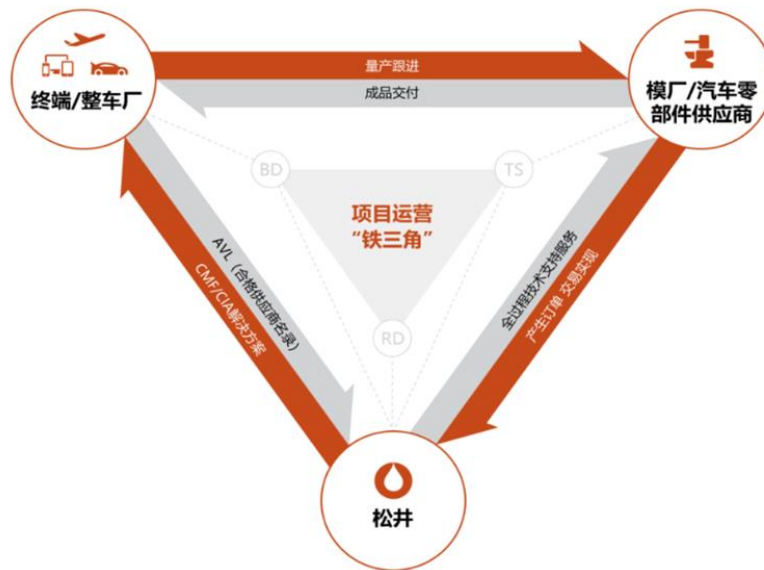 量产跟进
成品交付
终端/整车厂
模厂/汽车零
部件供应商
BD
TS
项目运营
“铁三角”
RD
AVL（合格供应商名录）
CMF/CIA解决方案
全过程技术支持服务
产生订单 交易实现
松井